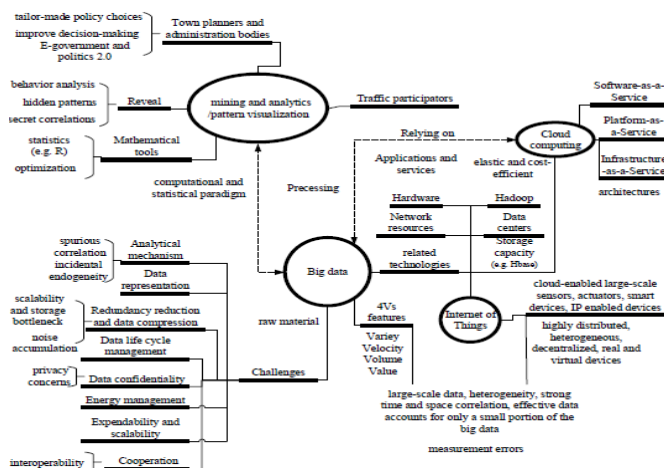 tailor-made policy choices
improve decision-making
E-government and
politics 2.0
Town planners and
administration bodies
behavior analysis
hidden patterns
secret correlations
Reveal
mining and analytics
/pattern visualization
Traffic participators
statistics
(e.g. R)
optimization
Mathematical
tools
computational and
statistical paradigm
Precessing
Relying on
Cloud
computing
Software-as-a-
Service
Platform-as-a-
Service
Infrastructure
-as-a-Service
architectures
Applications and
services
elastic and cost-
efficient
Hardware
Hadoop
Network
resources
Data
centers
related
technologies
Storage
capacity
(e.g. Hbase)
Big data
Internet of
Things
cloud-enabled large-scale
sensors, actuators, smart
devices, IP enabled devices
highly distributed,
heterogeneous,
decentralized, real and
virtual devices
4Vs
features
Variey
Velocity
Volume
Value
large-scale data, heterogeneity, strong
time and space correlation, effective data
accounts for only a small portion of the
big data
measurement errors
raw material
Challenges
spurious
correlation
incidental
endogeneity
Analytical
mechanism
Data
representation
scalability
and storage
bottleneck
noise
accumulation
Redundancy reduction
and data compression
Data life cycle
management
privacy
concerns
Data confidentiality
Energy management
Expendability and
scalability
interoperability
Cooperation